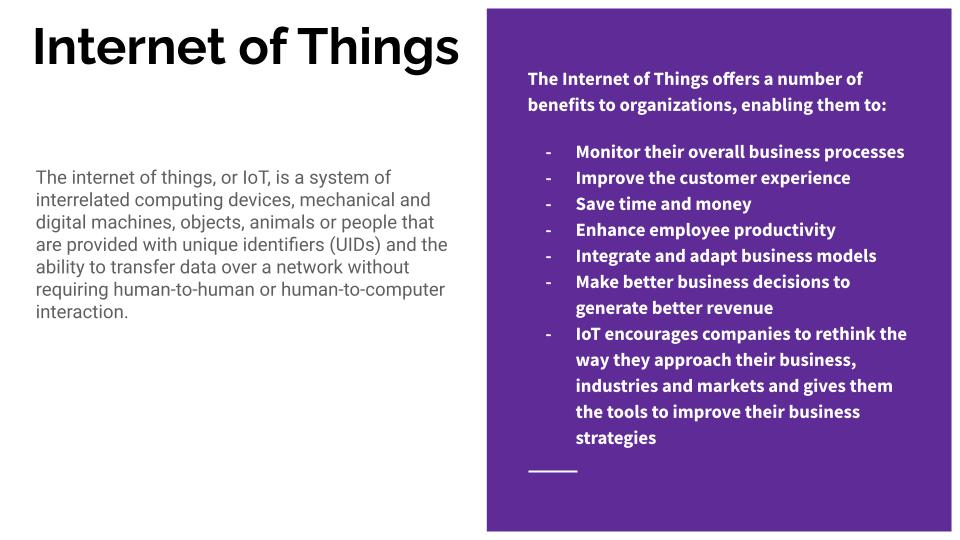 Internet of Things
The internet of things, or IoT, is a system of
interrelated computing devices, mechanical and
digital machines, objects, animals or people that
are provided with unique identifiers (UIDs) and the
ability to transfer data over a network without
requiring human-to-human or human-to-computer
interaction.
The Internet of Things offers a number of
benefits to organizations, enabling them to:
- Monitor their overall business processes
- Improve the customer experience
- Save time and money
- Enhance employee productivity
- Integrate and adapt business models
- Make better business decisions to
generate better revenue
- IoT encourages companies to rethink the
way they approach their business,
industries and markets and gives them
the tools to improve their business
strategies